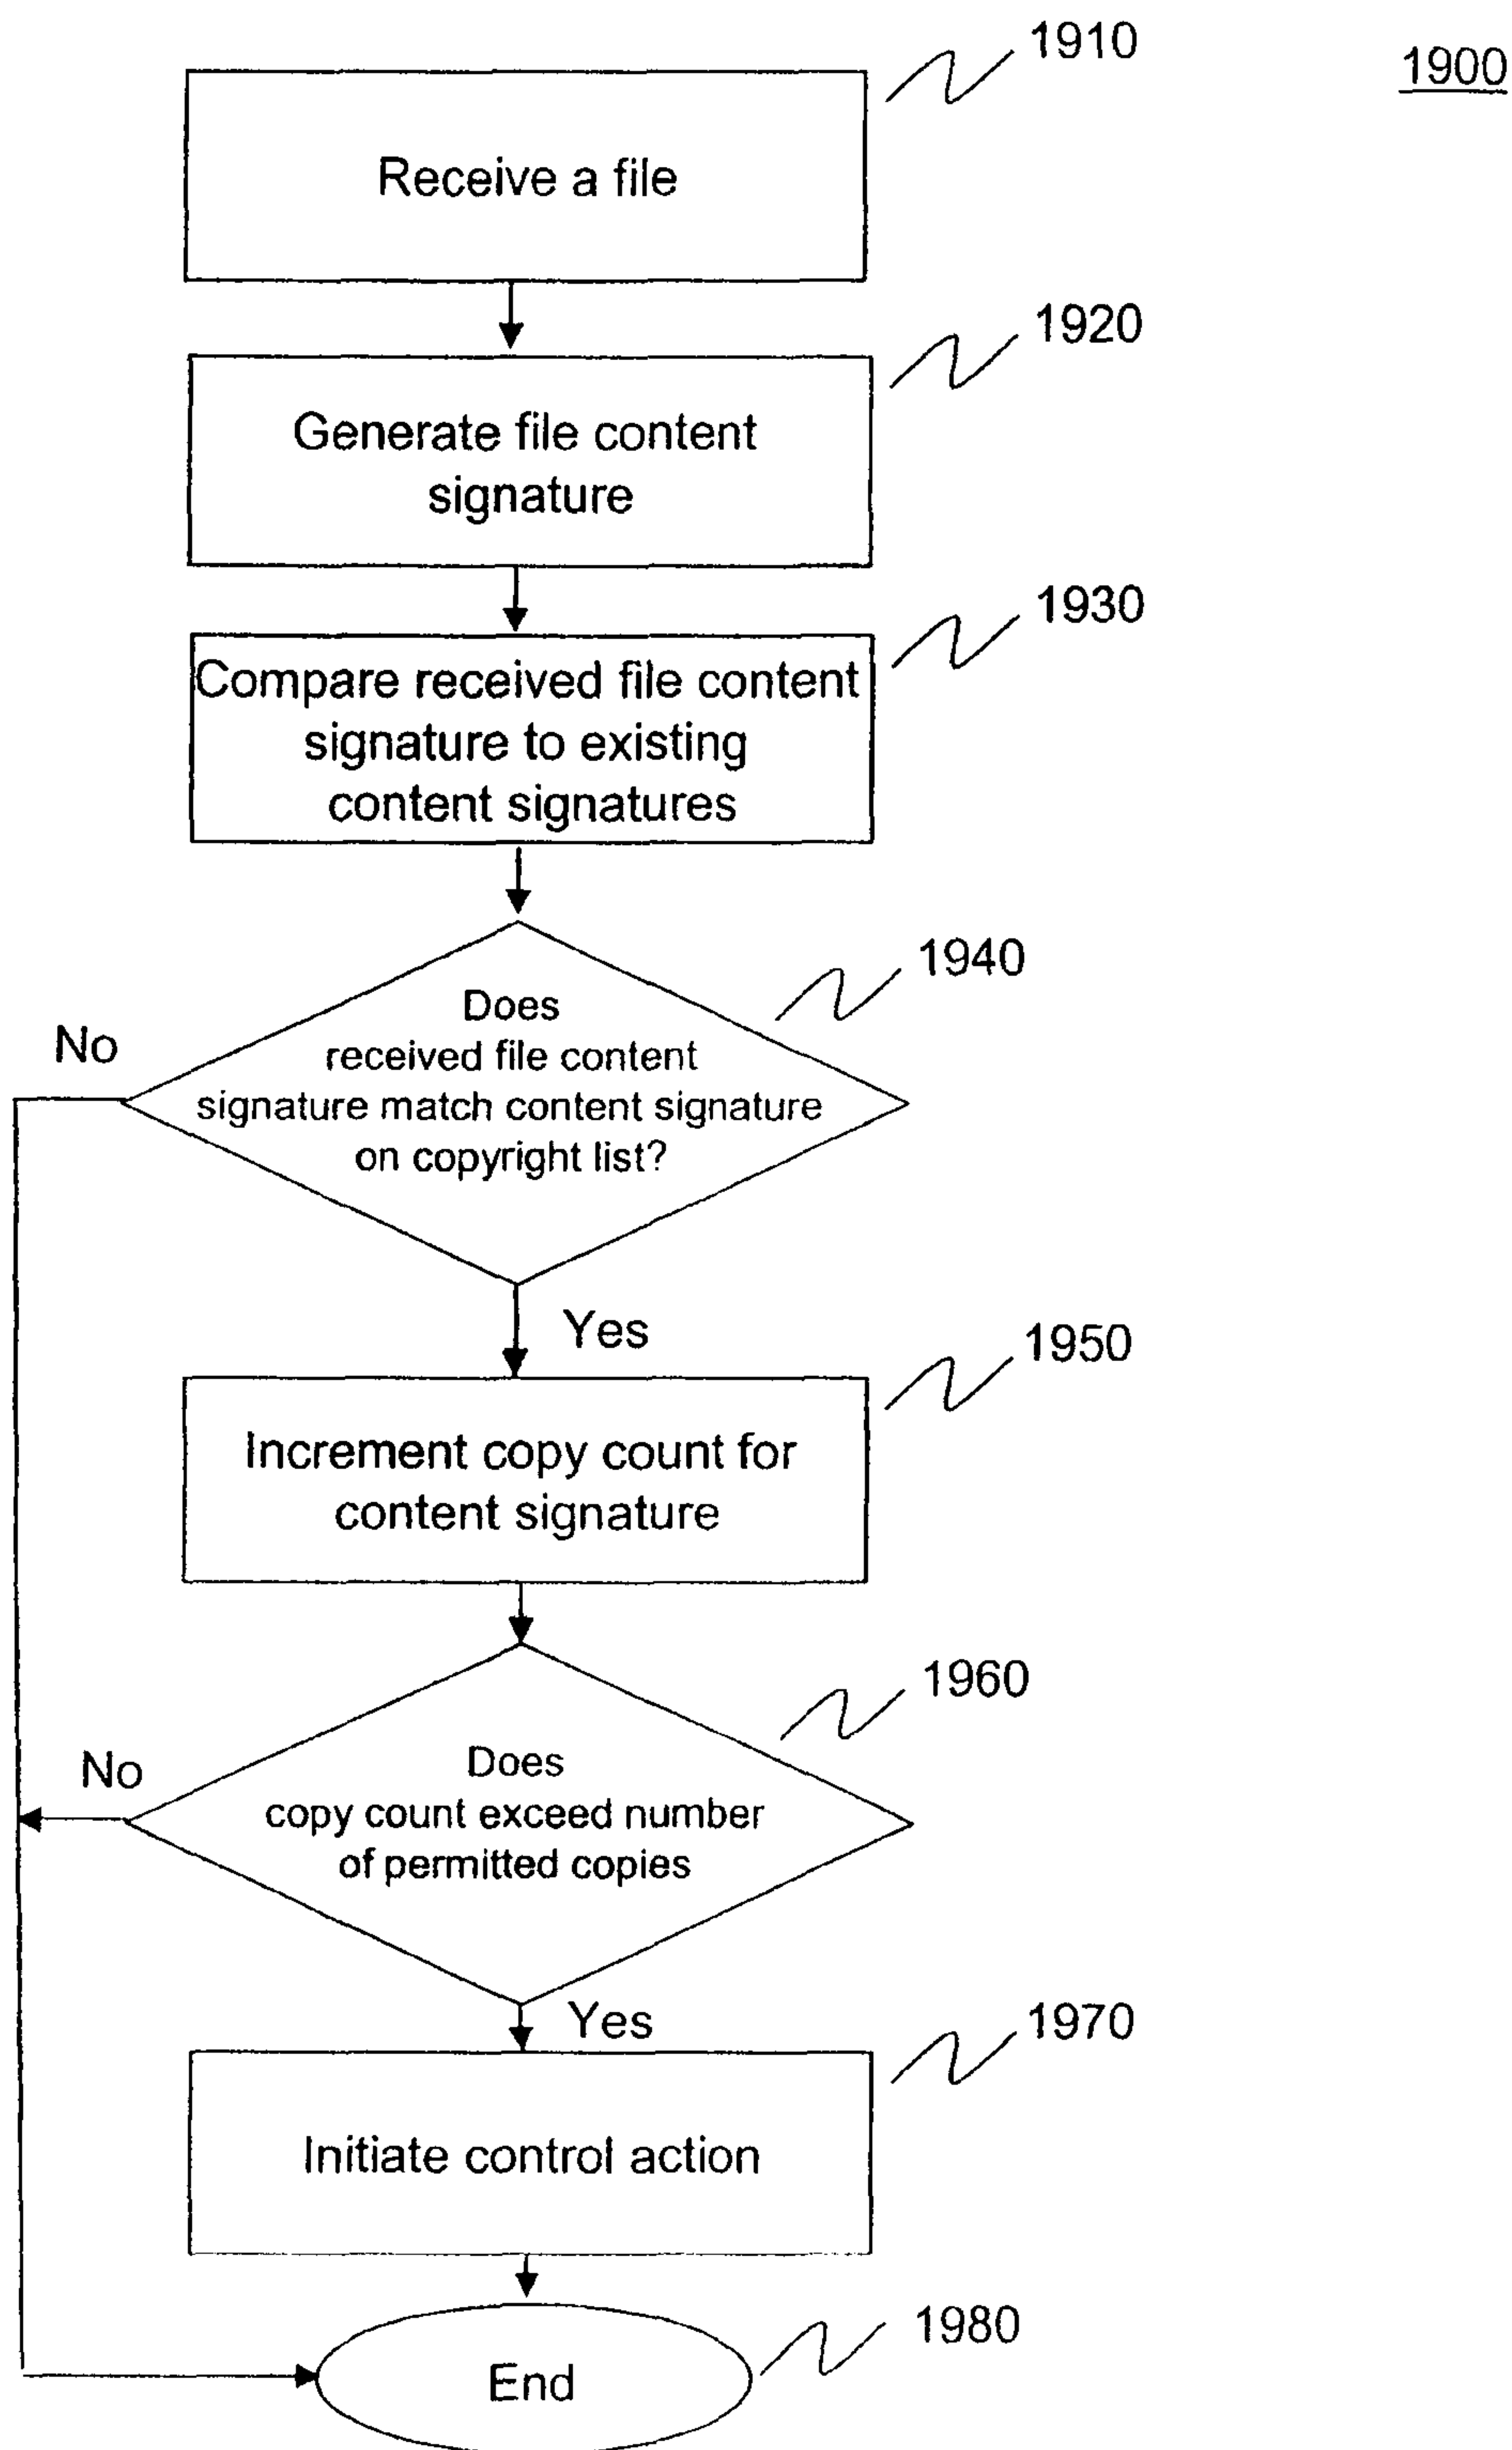 1910
1900
Receive a file
1920
Generate file content
signature
1930
Compare received file content
signature to existing
content signatures
1940
No
Does
received file content
signature match content signature
on copyright list?
Yes
1950
Increment copy count for
content signature
1960
No
Does
copy count exceed number
of permitted copies
Yes
1970
Initiate control action
1980
End